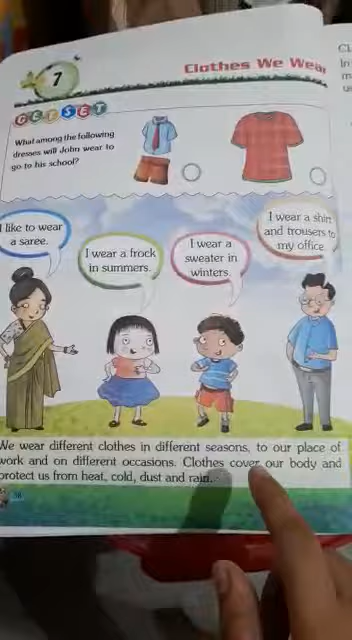 7
Clothes We Wear
GET SET
What among the following
dresses will John wear to
go to his school?
I like to wear
a saree.
I wear a frock
in summers.
I wear a
sweater in
winters.
I wear a shirt
and trousers to
my office.
We wear different clothes in different seasons, to our place of
work and on different occasions. Clothes cover our body and
protect us from heat, cold, dust and rain.
38